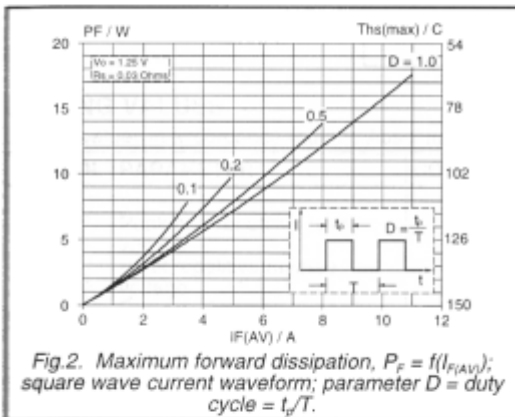 PF / W
Ths(max) / C
20
54
Vo = 1.25 V
Rs = 0.03 Ohms
D = 1.0
15
78
0.5
0.2
10
102
0.1
I
tp
D = tp/T
5
126
T
t
0
150
0 2 4 6 8 10 12
IF(AV) / A
Fig.2. Maximum forward dissipation, PF = f(IF(AV));
square wave current waveform; parameter D = duty
cycle = tp/T.